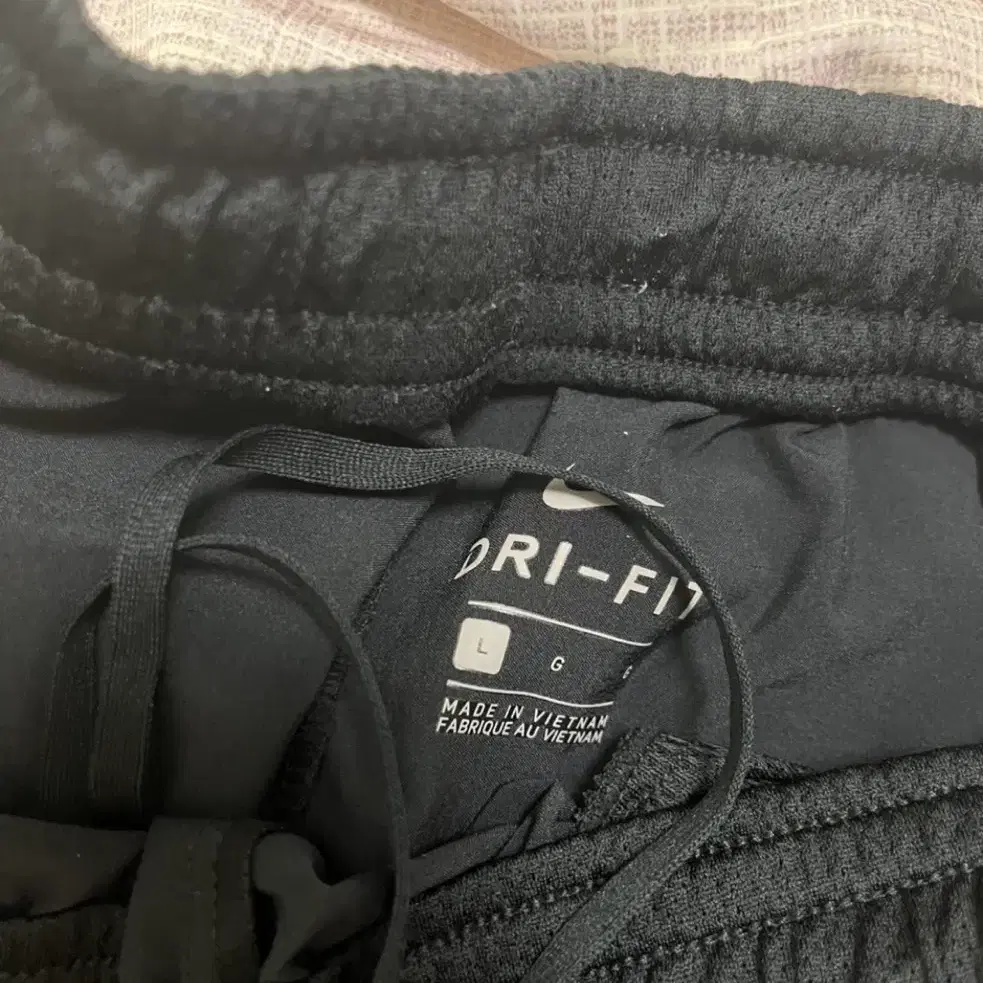 DRI-FIT
L G
MADE IN VIETNAM
FABRIQUE AU VIETNAM